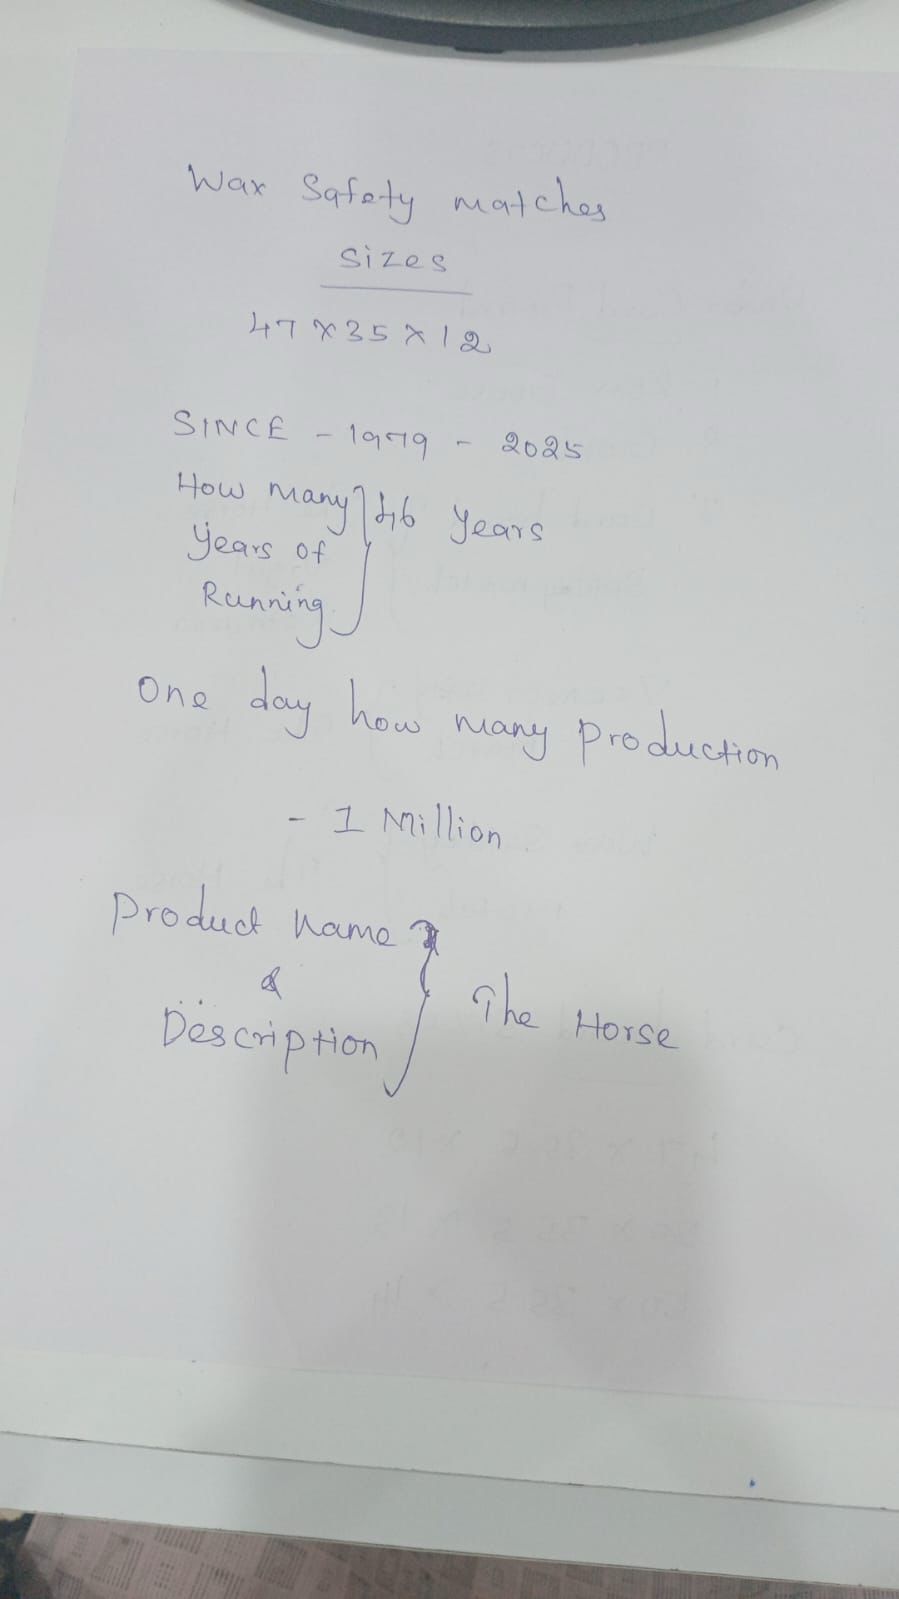 Wax Safety matches
Sizes
47 x 35 x 12
SINCE - 1979 - 2025
How many
years of
Running } 46 years
One day how many production
- 1 Million
Product Name
&
Description } The Horse